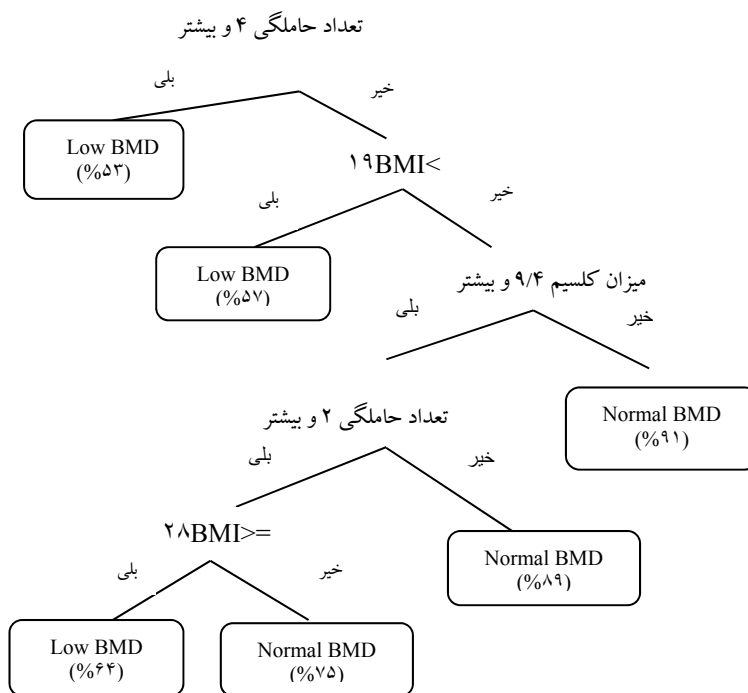 تعداد حاملگی ۴ و بیشتر
بلی
خیر
Low BMD
(%۵۳)
۱۹BMI<
بلی
خیر
Low BMD
(%۵۷)
میزان کلسیم ۹/۴ و بیشتر
بلی
خیر
Normal BMD
(%۹۱)
تعداد حاملگی ۲ و بیشتر
بلی
خیر
۲۸BMI>=
Normal BMD
(%۸۹)
بلی
خیر
Low BMD
(%۶۴)
Normal BMD
(%۷۵)